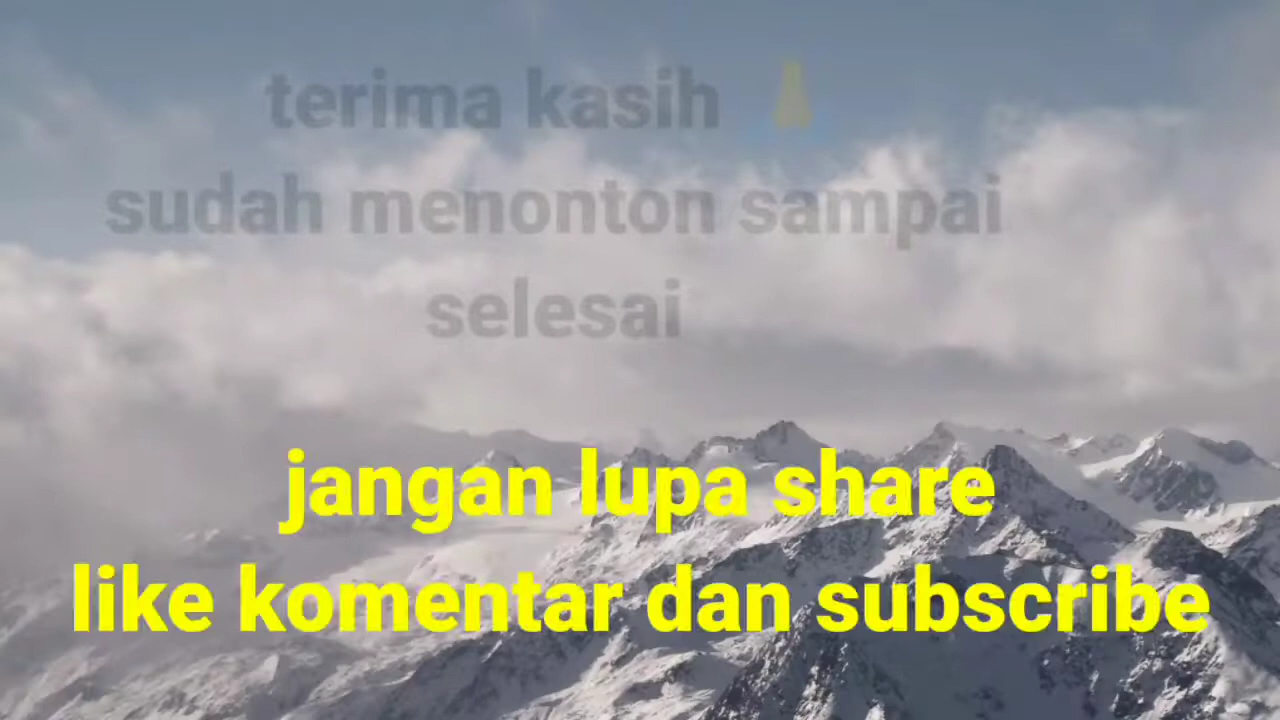 terima kasih 🙏
sudah menonton sampai
selesai
jangan lupa share
like komentar dan subscribe